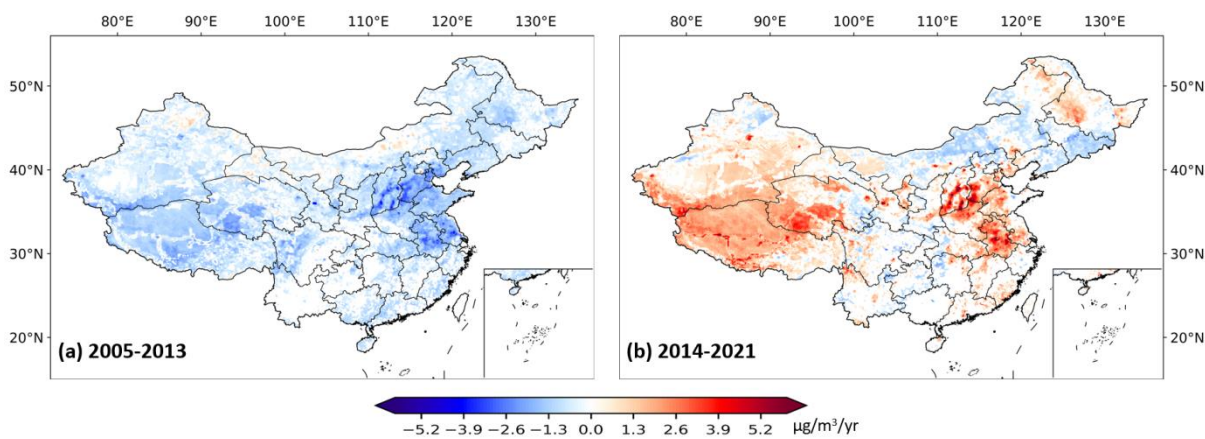 80°E 90°E 100°E 110°E 120°E 130°E 80°E 90°E 100°E 110°E 120°E 130°E
50°N 50°N
40°N 40°N
30°N 30°N
20°N 20°N
(a) 2005-2013 (b) 2014-2021
−5.2 −3.9 −2.6 −1.3 0.0 1.3 2.6 3.9 5.2 μg/m³/yr